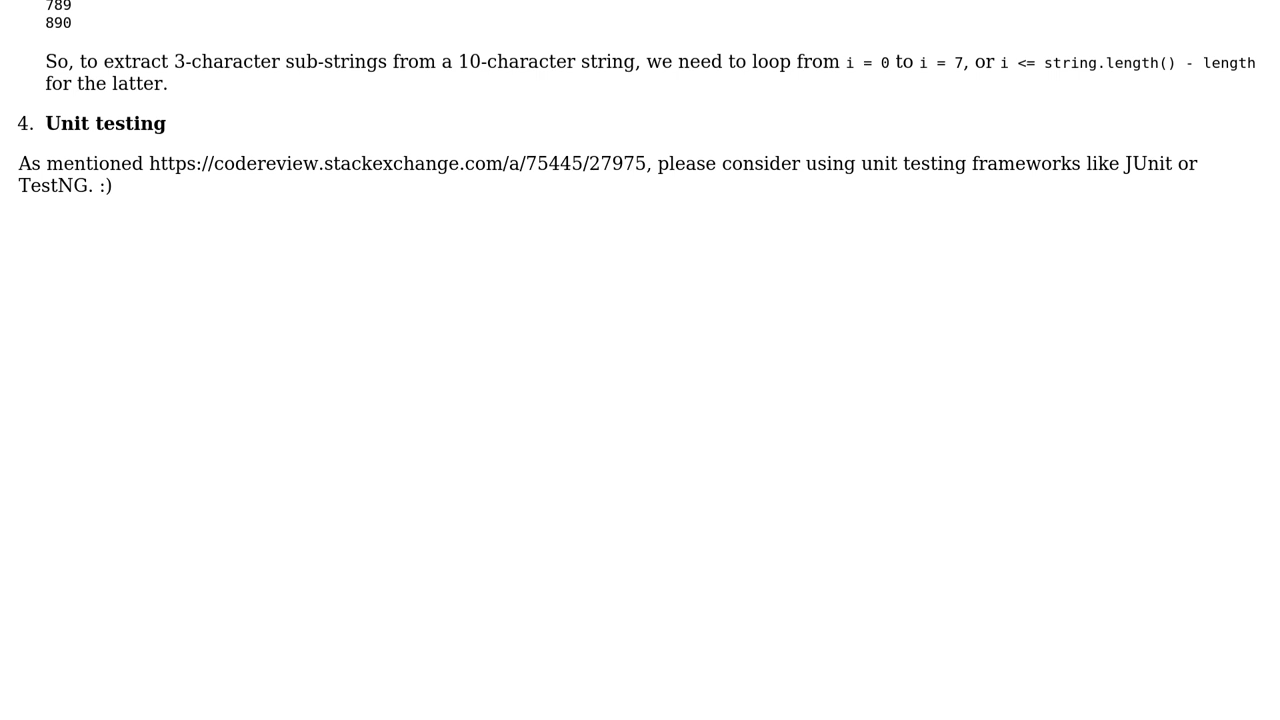 789
890
So, to extract 3-character sub-strings from a 10-character string, we need to loop from i = 0 to i = 7, or i <= string.length() - length
for the latter.
4. Unit testing
As mentioned https://codereview.stackexchange.com/a/75445/27975, please consider using unit testing frameworks like JUnit or
TestNG. :)